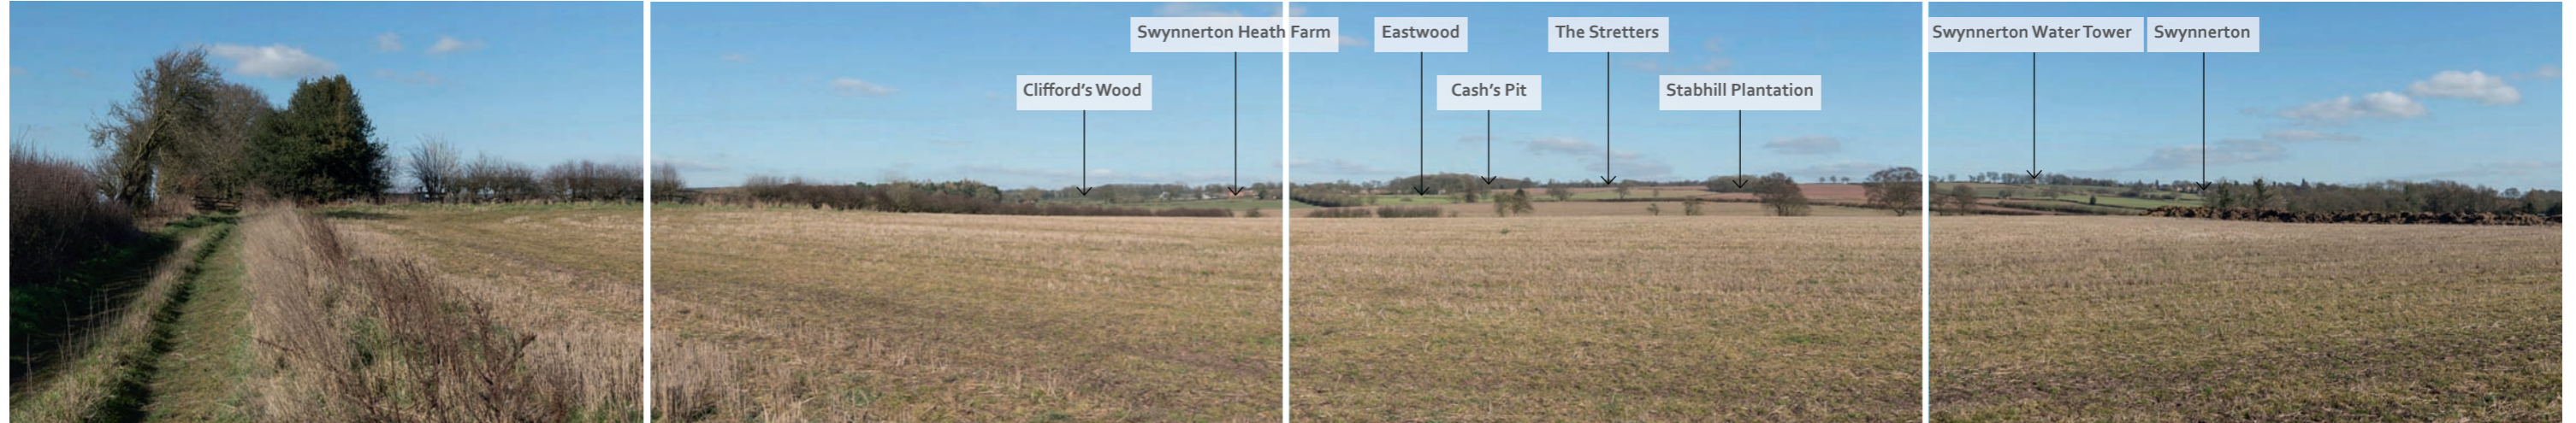 Swynnerton Heath Farm
Eastwood
The Stretters
Swynnerton Water Tower
Swynnerton
Clifford's Wood
Cash's Pit
Stabhill Plantation